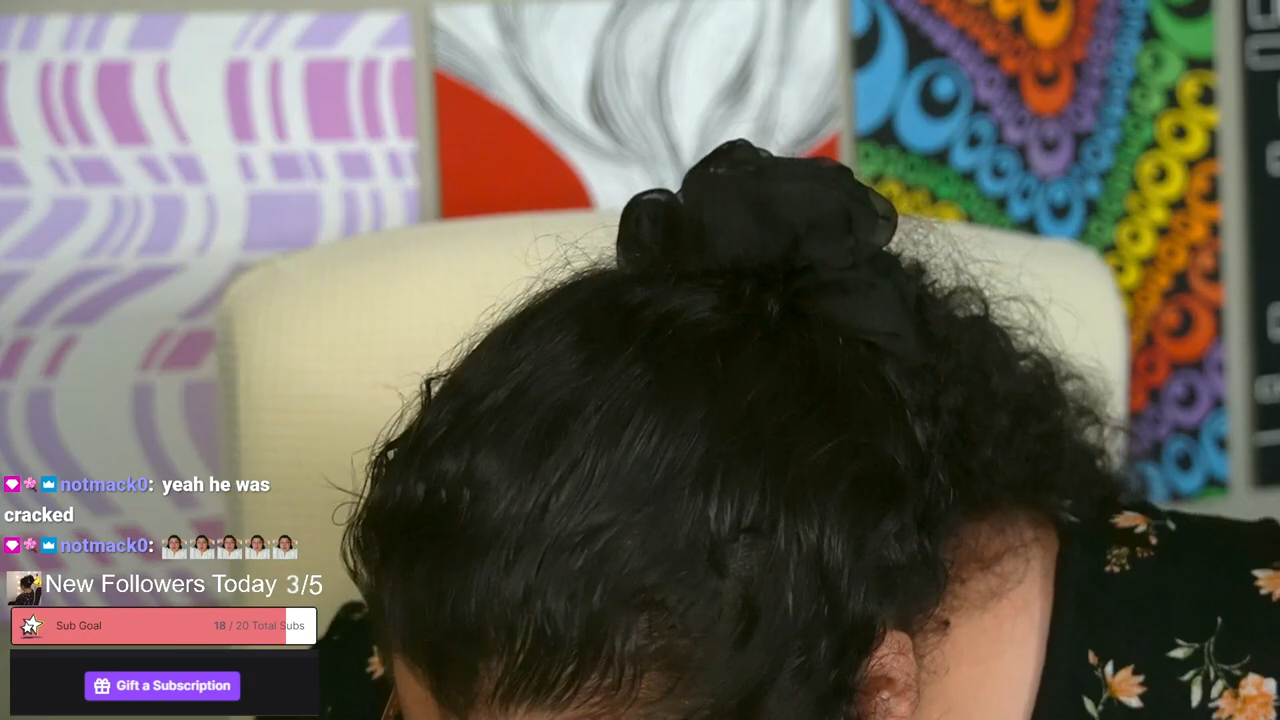 notmack0: yeah he was
cracked
notmack0:
New Followers Today 3/5
Sub Goal 18 / 20 Total Subs
Gift a Subscription